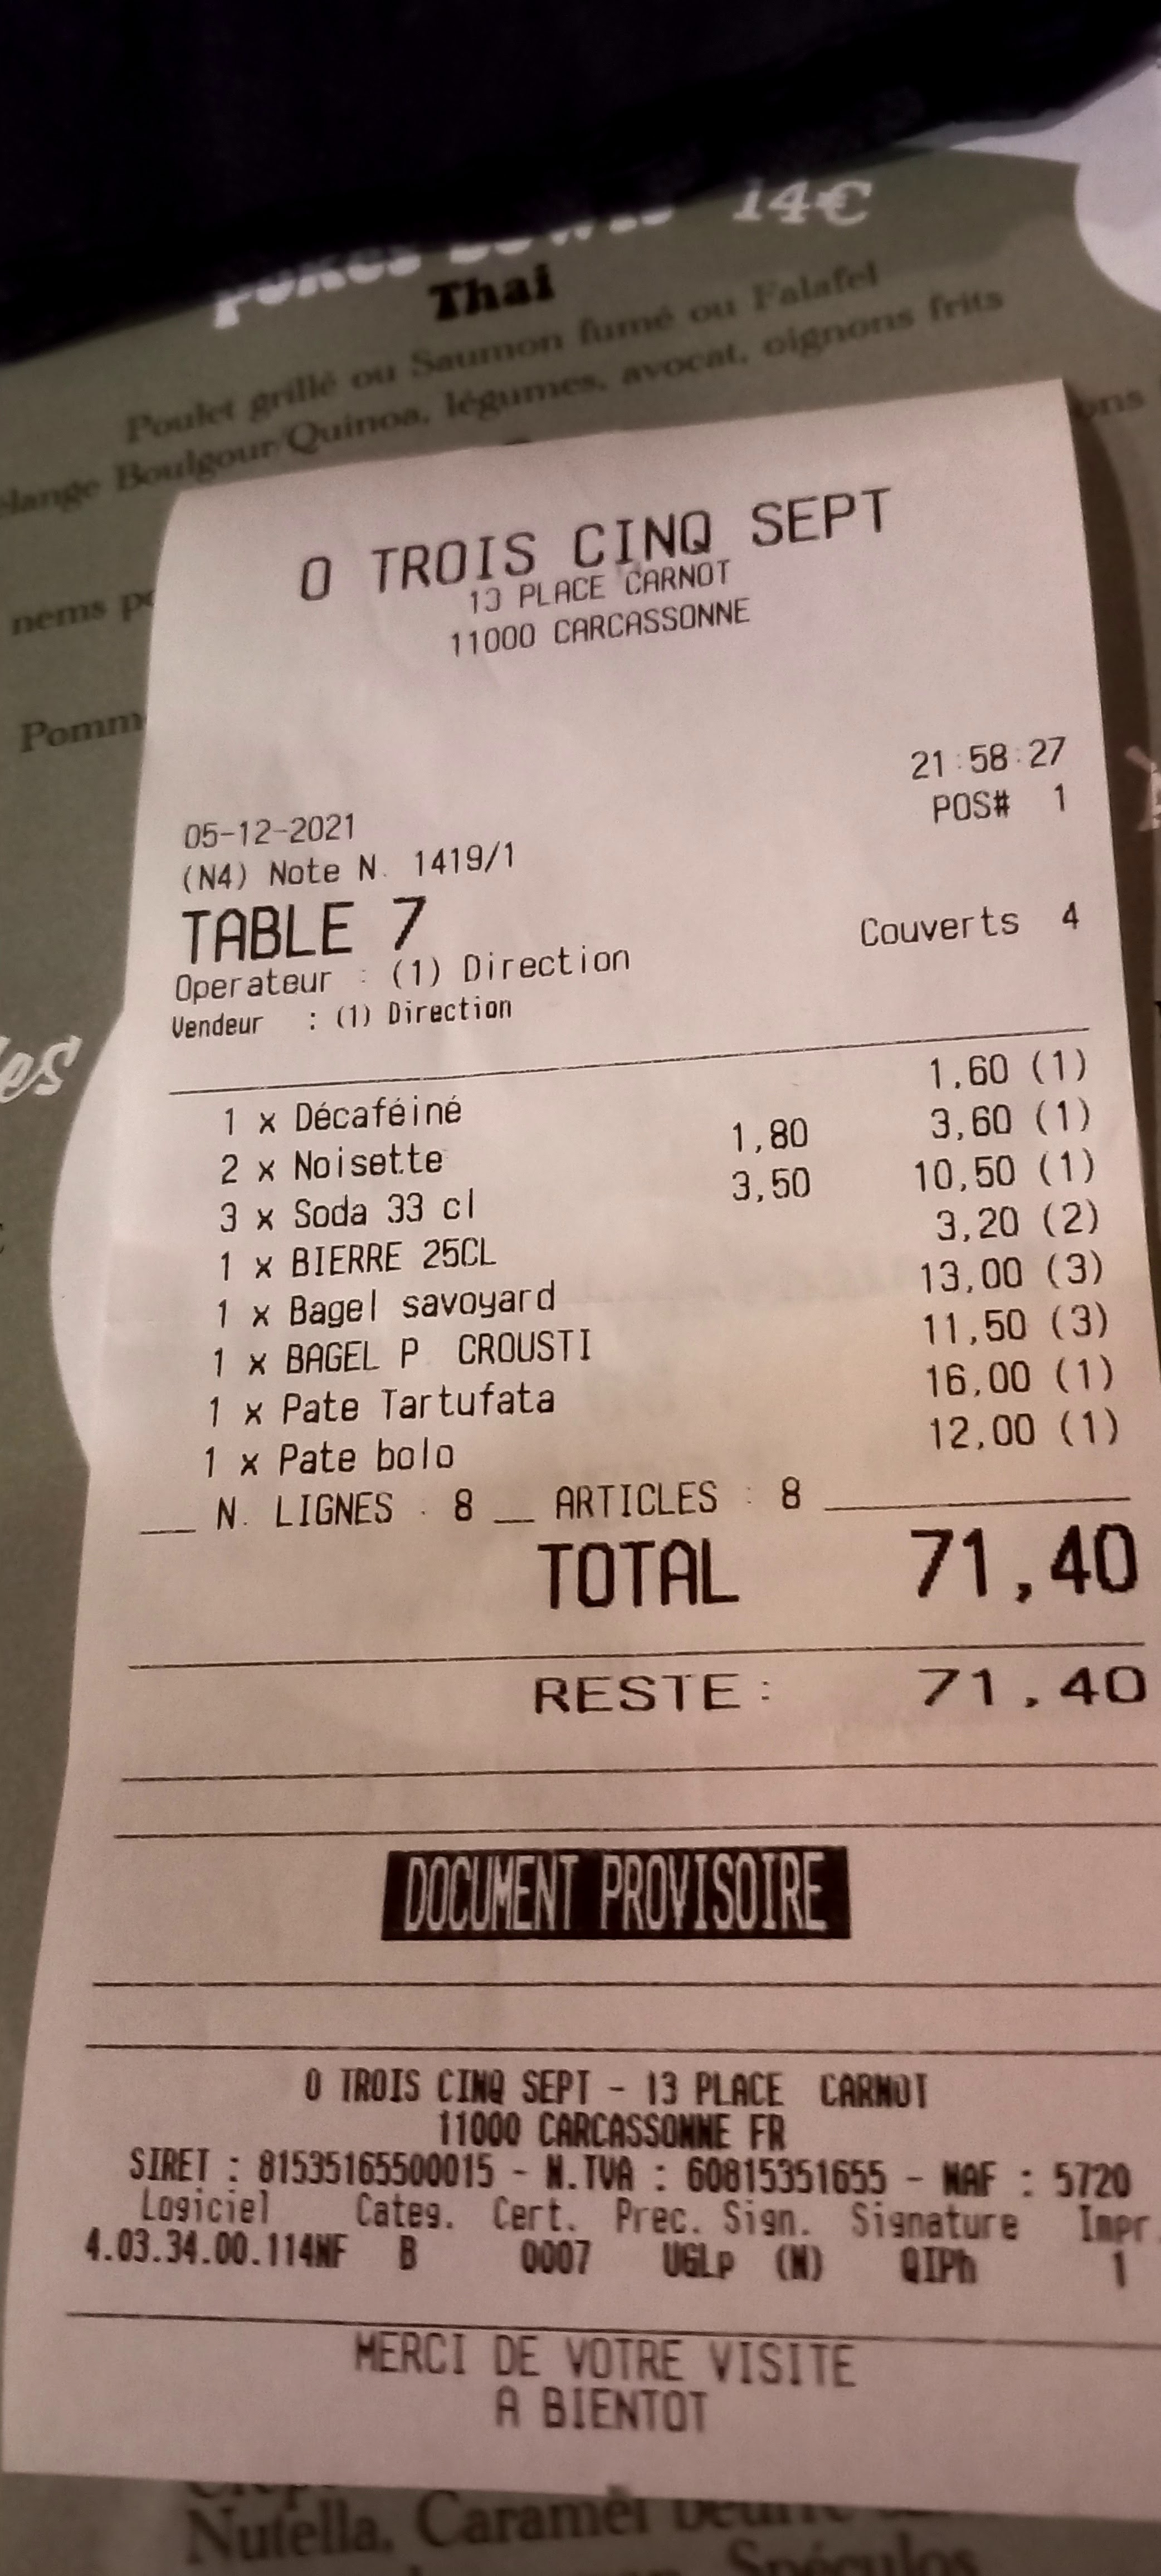 14€
Thai
Poulet grillé ou Saumon fumé ou Falafel
Boulgour/Quinoa, légumes, avocat, oignons frits
nems
O TROIS CINQ SEPT
13 PLACE CARNOT
11000 CARCASSONNE
21:58:27
05-12-2021 POS# 1
(N4) Note N. 1419/1
TABLE 7 Couverts 4
Operateur : (1) Direction
Vendeur : (1) Direction
1 x Décaféiné 1,60 (1)
2 x Noisette 1,80 3,60 (1)
3 x Soda 33 cl 3,50 10,50 (1)
1 x BIERRE 25CL 3,20 (2)
1 x Bagel savoyard 13,00 (3)
1 x BAGEL P CROUSTI 11,50 (3)
1 x Pate Tartufata 16,00 (1)
1 x Pate bolo 12,00 (1)
N. LIGNES : 8 __ ARTICLES : 8
TOTAL 71,40
RESTE : 71.40
DOCUMENT PROVISOIRE
O TROIS CINQ SEPT - 13 PLACE CARNOT
11000 CARCASSONNE FR
SIRET : 81535165500015 - N.TVA : 60815351655 - NAF : 5720
Logiciel Categ. Cert. Prec. Sign. Signature Impr.
4.03.34.00.114NF B 0007 UGLp (N) QIPh 1
MERCI DE VOTRE VISITE
A BIENTOT
Nutella, Caramel beurre
Spéculos